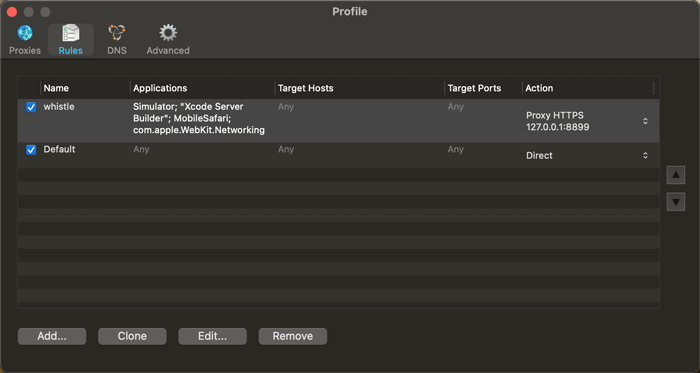 Profile
Proxies Rules DNS Advanced
Name Applications Target Hosts Target Ports Action
whistle Simulator; "Xcode Server Any Any
Builder"; MobileSafari; Proxy HTTPS
com.apple.WebKit.Networking 127.0.0.1:8899
Default Any Any Any Direct
Add... Clone Edit... Remove